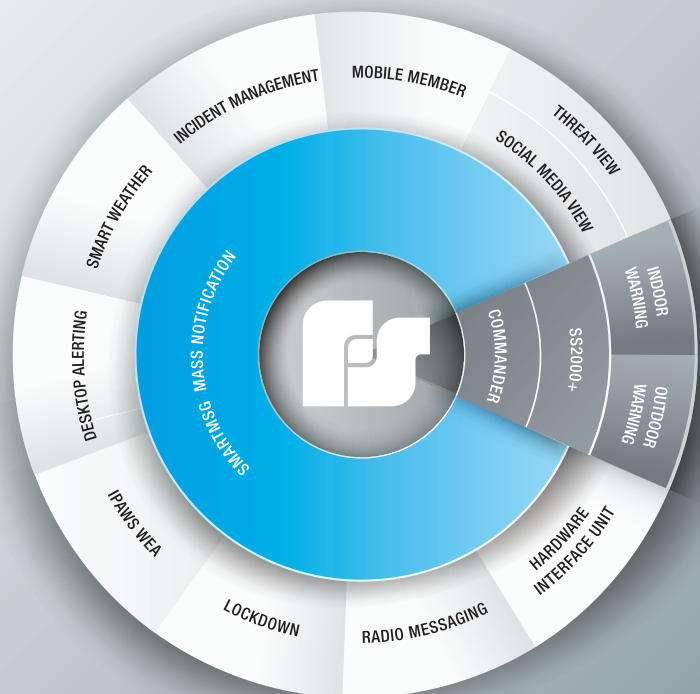 MOBILE MEMBER
THREAT VIEW
SOCIAL MEDIA VIEW
INDOOR
WARNING
OUTDOOR
WARNING
SS2000+
COMMANDER
HARDWARE
INTERFACE UNIT
RADIO MESSAGING
LOCKDOWN
IPAWS WEA
DESKTOP ALERTING
SMART WEATHER
INCIDENT MANAGEMENT
SMARTMSG MASS NOTIFICATION
FS